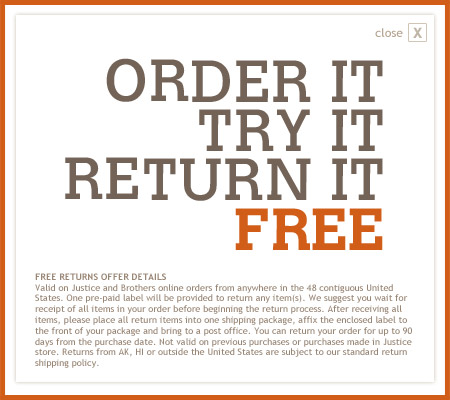 close X
ORDER IT
TRY IT
RETURN IT
FREE
FREE RETURNS OFFER DETAILS
Valid on Justice and Brothers online orders from anywhere in the 48 contiguous United
States. One pre-paid label will be provided to return any item(s). We suggest you wait for
receipt of all items in your order before beginning the return process. After receiving all
items, please place all return items into one shipping package, affix the enclosed label to
the front of your package and bring to a post office. You can return your order for up to 90
days from the purchase date. Not valid on previous purchases or purchases made in Justice
store. Returns from AK, HI or outside the United States are subject to our standard return
shipping policy.